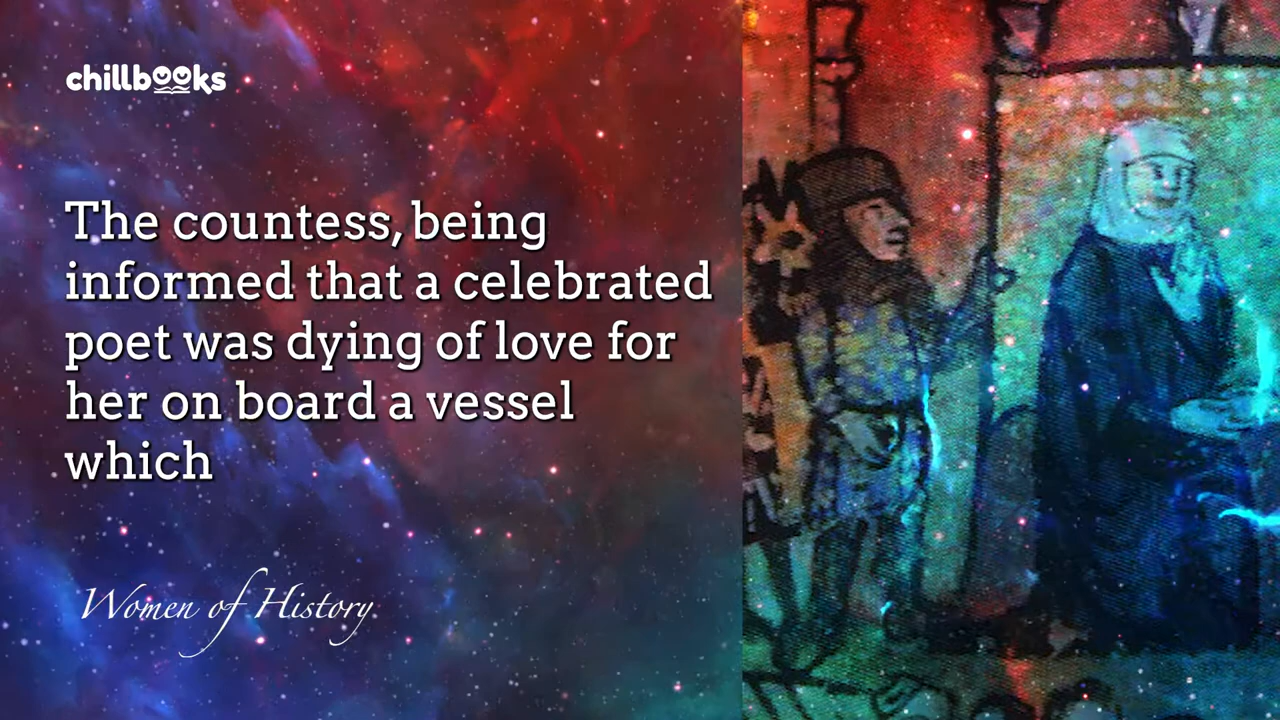 chillbooks
The countess, being
informed that a celebrated
poet was dying of love for
her on board a vessel
which
Women of History